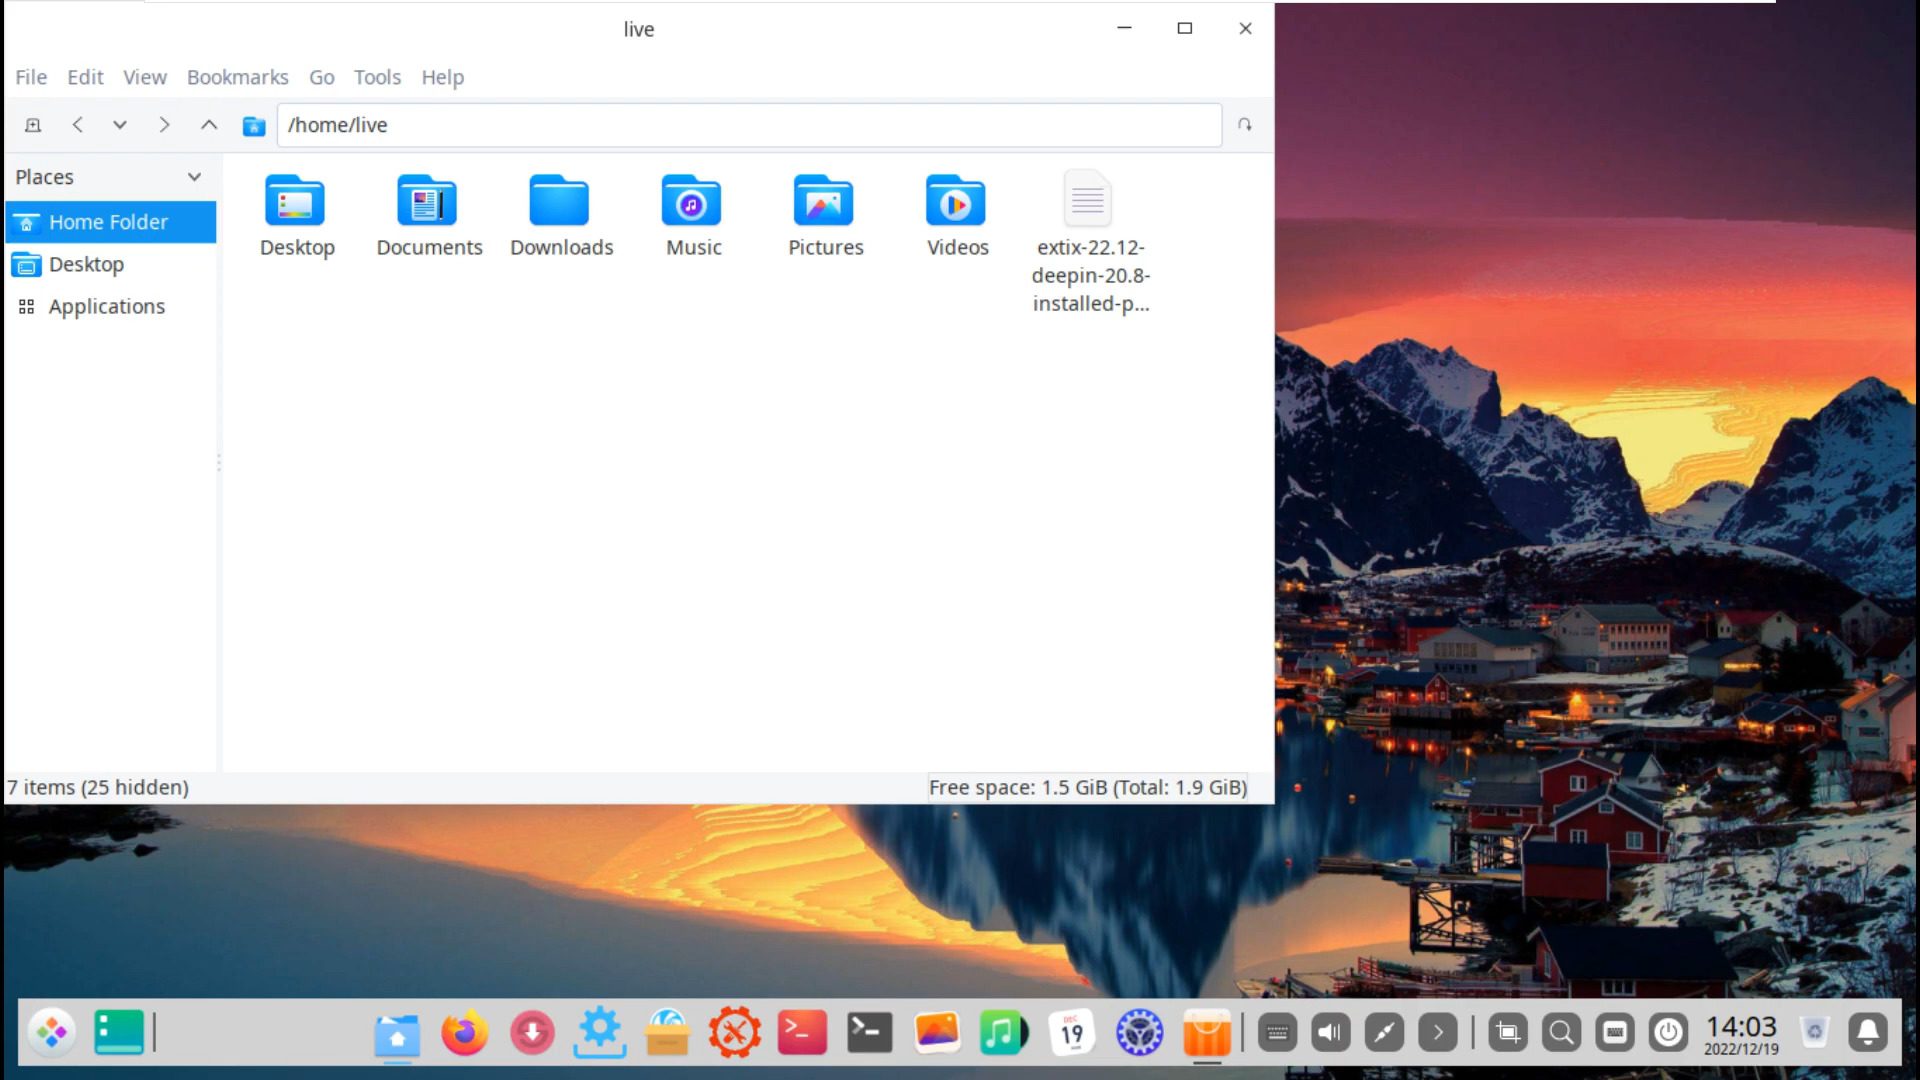 live
File Edit View Bookmarks Go Tools Help
/home/live
Places
Home Folder
Desktop
Applications
Desktop
Documents
Downloads
Music
Pictures
Videos
extix-22.12-
deepin-20.8-
installed-p...
7 items (25 hidden)
Free space: 1.5 GiB (Total: 1.9 GiB)
DEC
19
14:03
2022/12/19